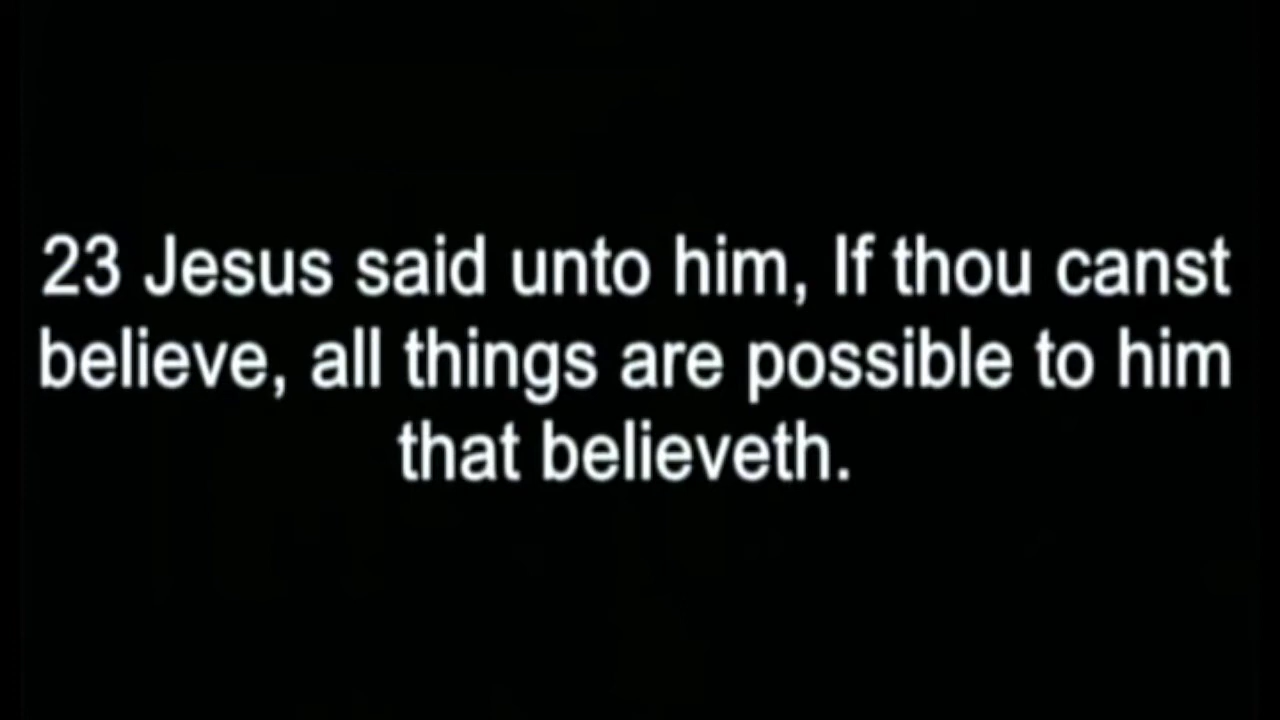 23 Jesus said unto him, If thou canst
believe, all things are possible to him
that believeth.